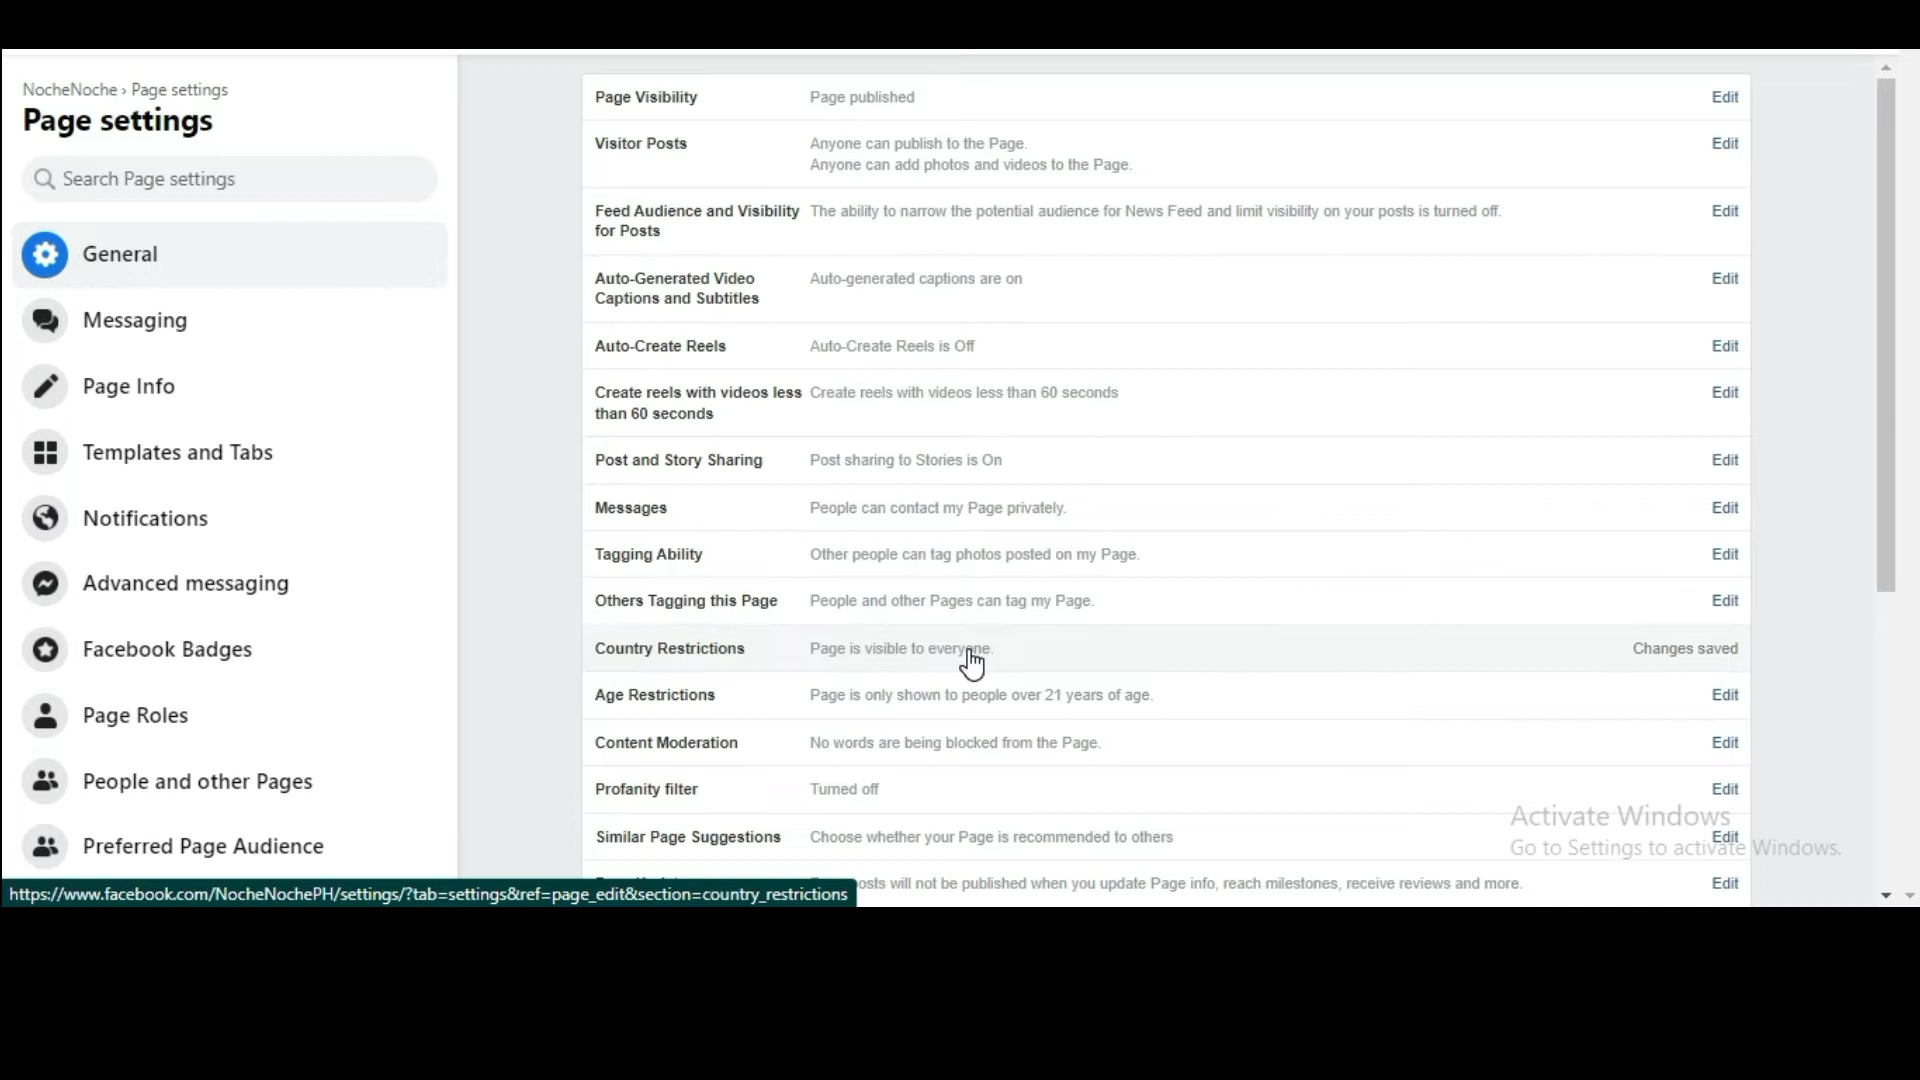 NocheNoche › Page settings
Page settings
Search Page settings
General
Messaging
Page Info
Templates and Tabs
Notifications
Advanced messaging
Facebook Badges
Page Roles
People and other Pages
Preferred Page Audience
https://www.facebook.com/NocheNochePH/settings/?tab=settings&ref=page_edit&section=country_restrictions
Page Visibility Page published Edit
Visitor Posts Anyone can publish to the Page. Edit
Anyone can add photos and videos to the Page.
Feed Audience and Visibility The ability to narrow the potential audience for News Feed and limit visibility on your posts is turned off. Edit
for Posts
Auto-Generated Video Auto-generated captions are on Edit
Captions and Subtitles
Auto-Create Reels Auto-Create Reels is Off Edit
Create reels with videos less Create reels with videos less than 60 seconds Edit
than 60 seconds
Post and Story Sharing Post sharing to Stories is On Edit
Messages People can contact my Page privately. Edit
Tagging Ability Other people can tag photos posted on my Page. Edit
Others Tagging this Page People and other Pages can tag my Page. Edit
Country Restrictions Page is visible to everyone. Changes saved
Age Restrictions Page is only shown to people over 21 years of age. Edit
Content Moderation No words are being blocked from the Page. Edit
Profanity filter Turned off Edit
Similar Page Suggestions Choose whether your Page is recommended to others Edit
will not be published when you update Page info, reach milestones, receive reviews and more. Edit
Activate Windows
Go to Settings to activate Windows.